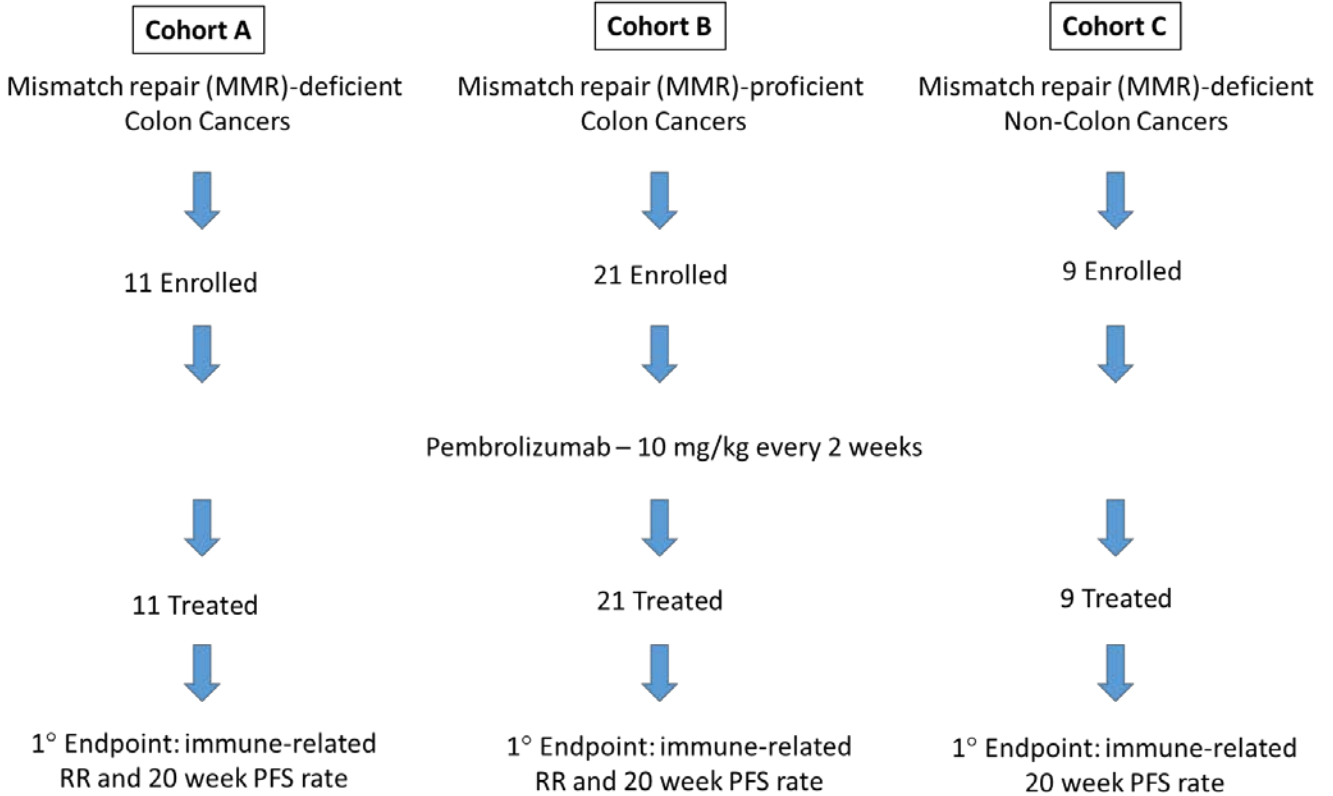 Cohort A
Mismatch repair (MMR)-deficient
Colon Cancers
11 Enrolled
Cohort B
Mismatch repair (MMR)-proficient
Colon Cancers
21 Enrolled
Cohort C
Mismatch repair (MMR)-deficient
Non-Colon Cancers
9 Enrolled
Pembrolizumab – 10 mg/kg every 2 weeks
11 Treated
1° Endpoint: immune-related
RR and 20 week PFS rate
21 Treated
1° Endpoint: immune-related
RR and 20 week PFS rate
9 Treated
1° Endpoint: immune-related
20 week PFS rate